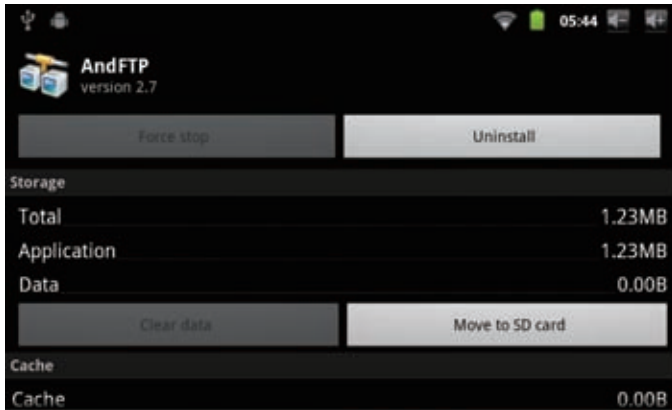 05:44
AndFTP
version 2.7
Force stop
Uninstall
Storage
Total 1.23MB
Application 1.23MB
Data 0.00B
Clear data
Move to SD card
Cache
Cache 0.00B